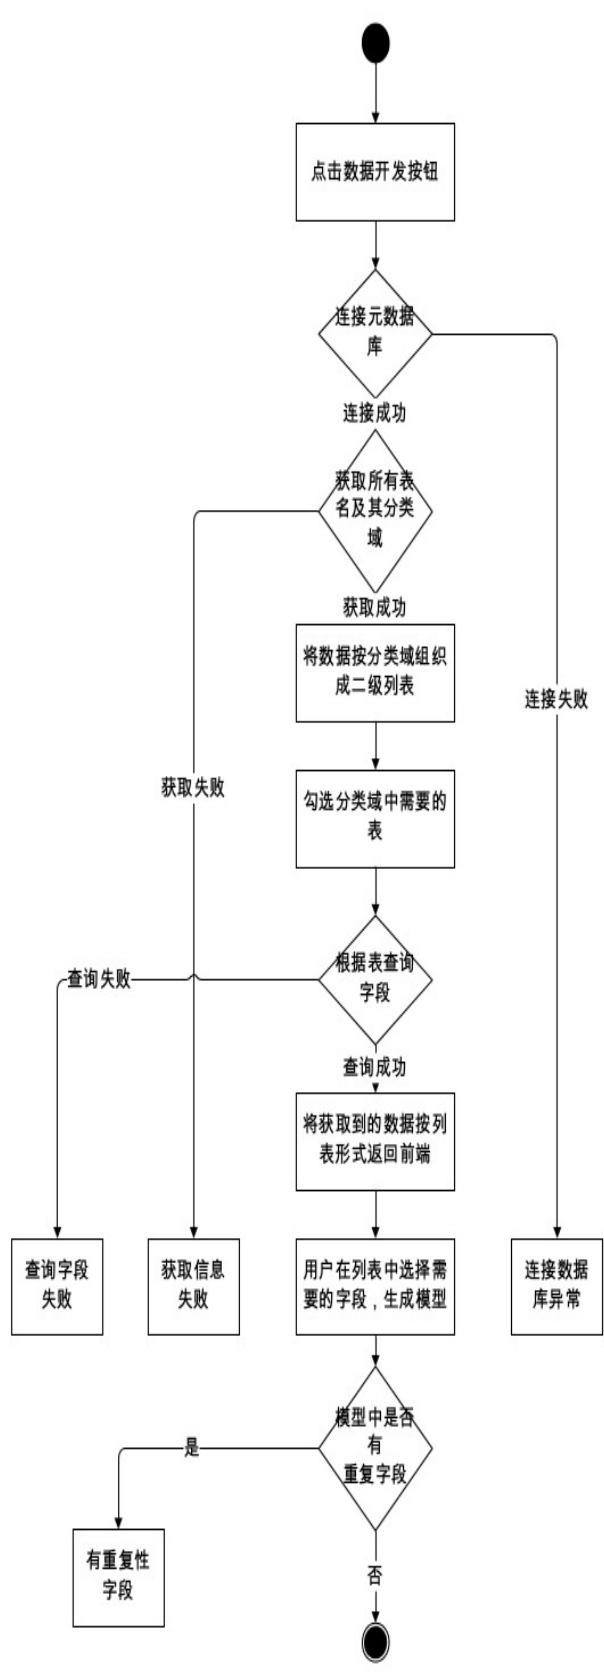 点击数据开发按钮
连接元数据
库
连接成功
获取所有表
名及其分类
域
获取成功
将数据按分类域组织
成二级列表
连接失败
获取失败
勾选分类域中需要的
表
根据表查询
字段
查询失败
查询成功
将获取到的数据按列
表形式返回前端
查询字段
失败
获取信息
失败
用户在列表中选择需
要的字段，生成模型
连接数据
库异常
模型中是否
有
重复字段
是
有重复性
字段
否